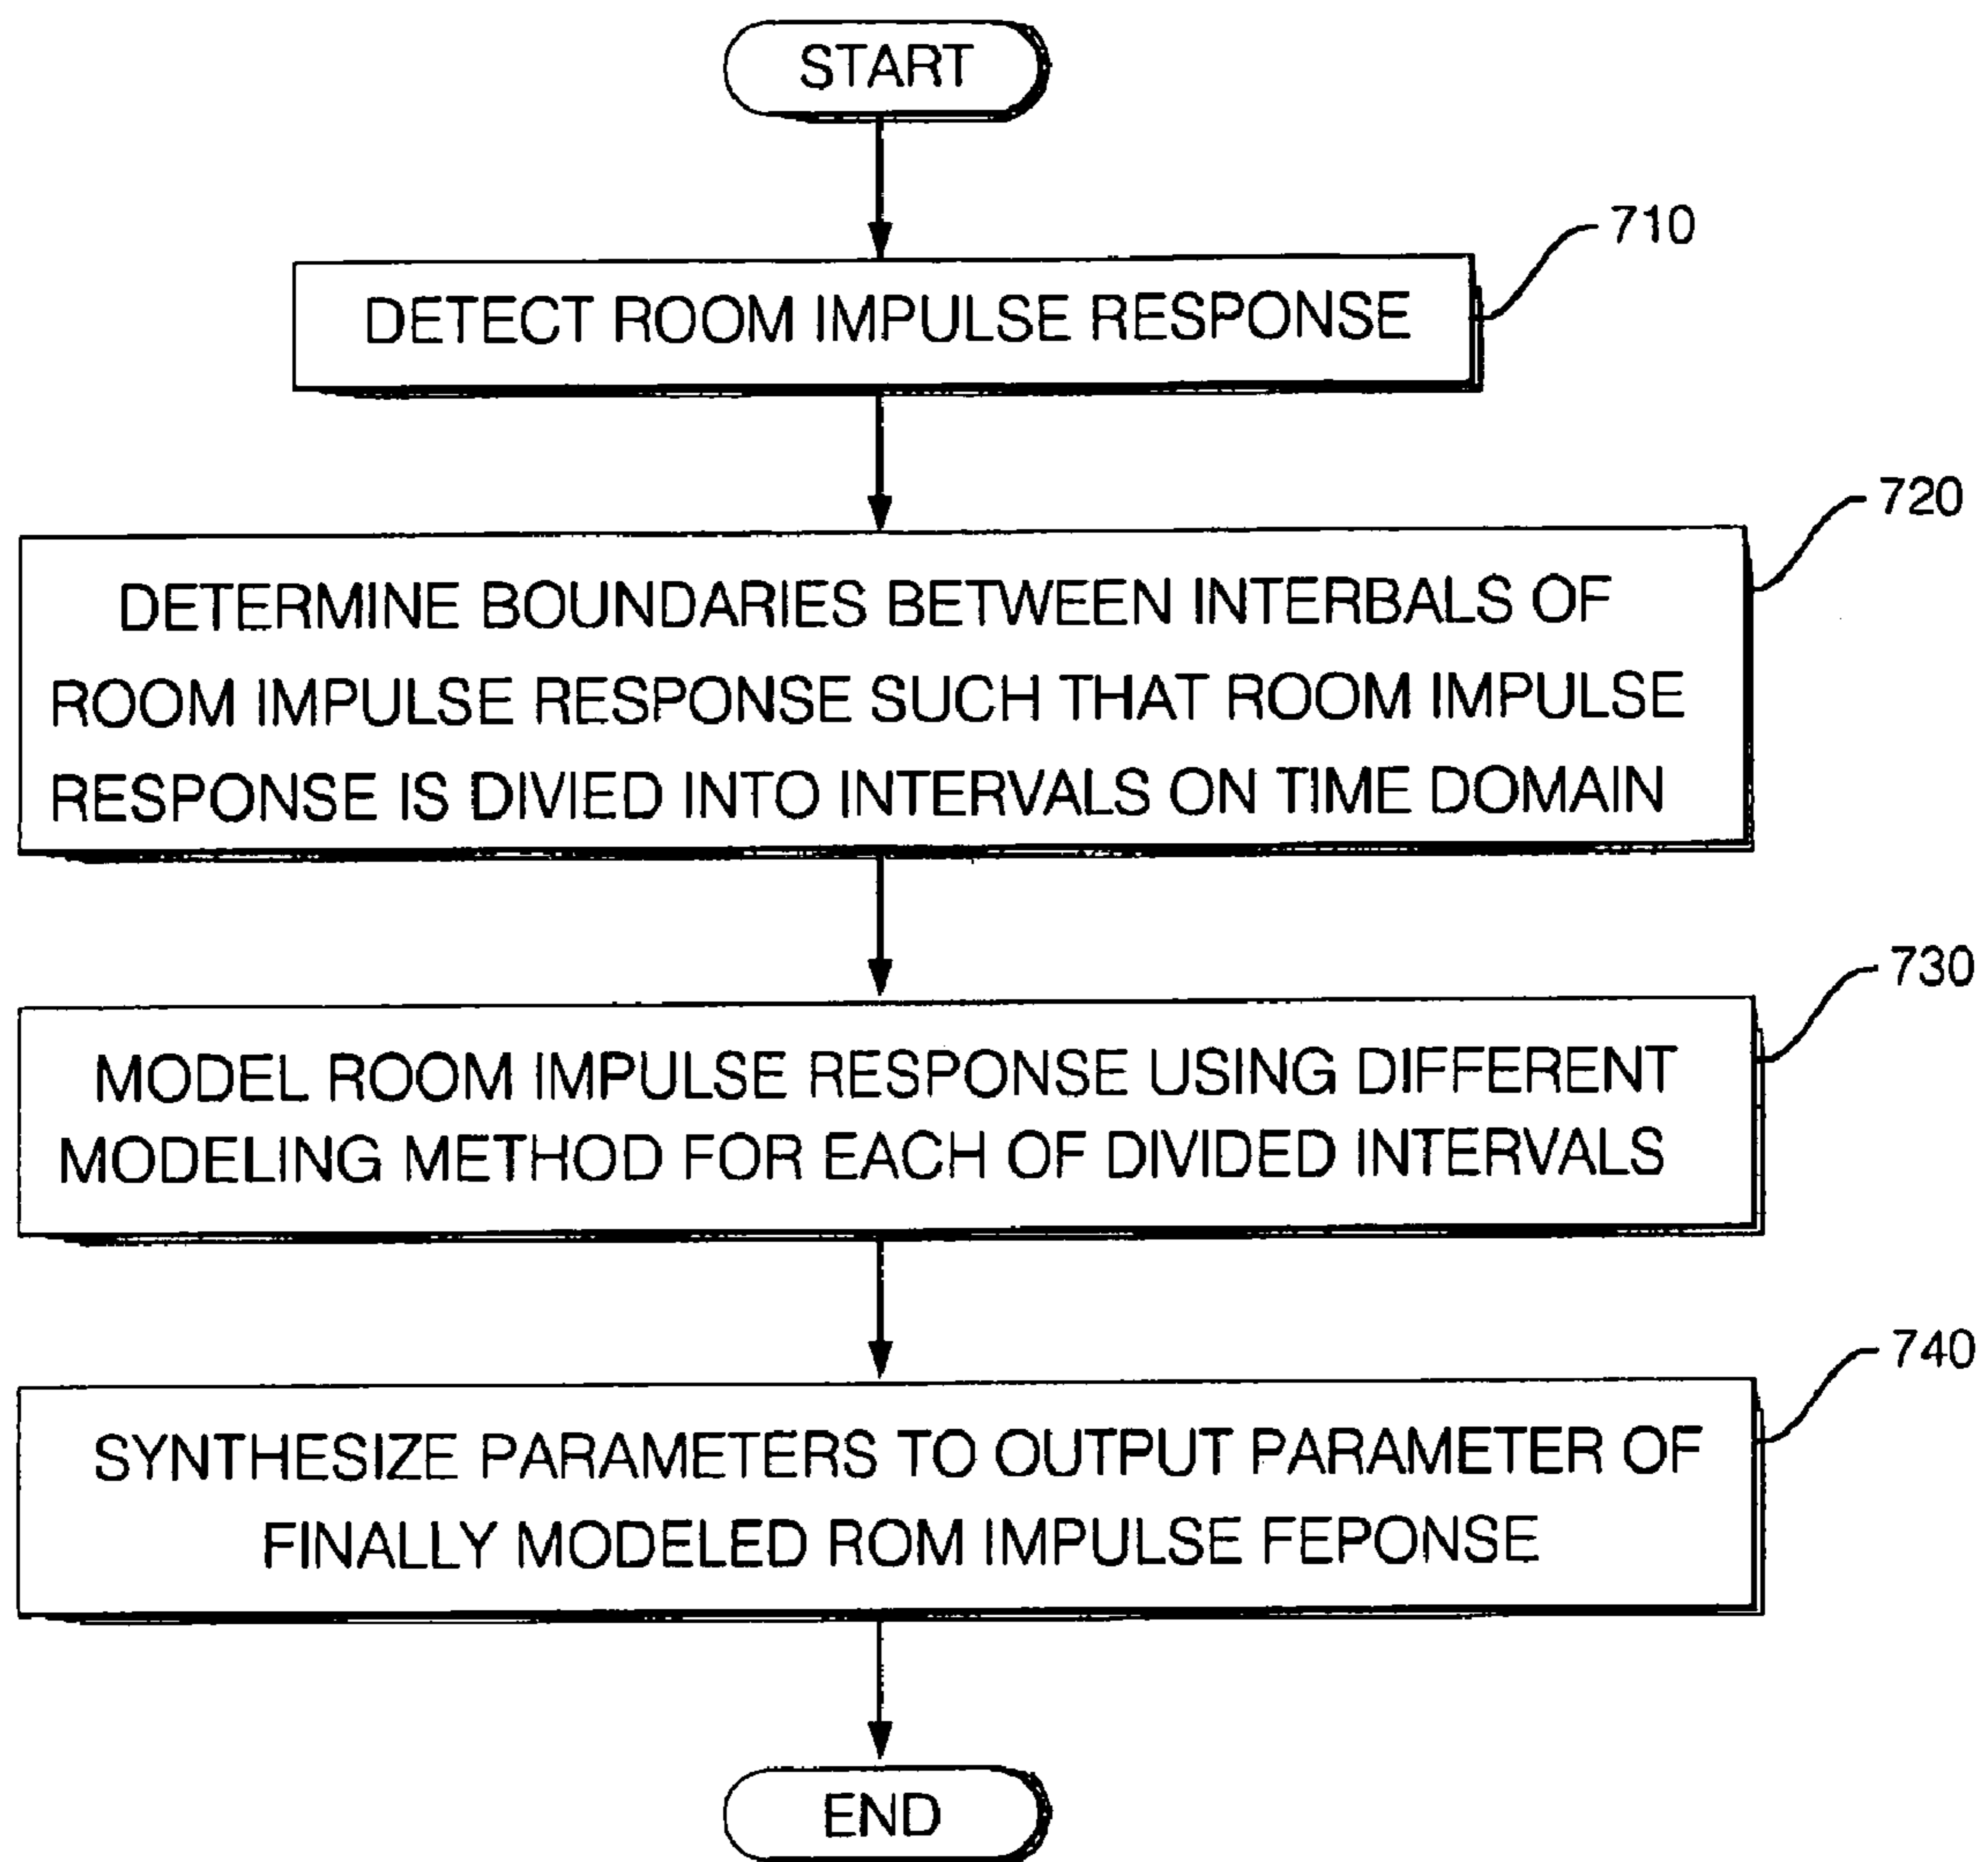 START
710
DETECT ROOM IMPULSE RESPONSE
720
DETERMINE BOUNDARIES BETWEEN INTERBALS OF
ROOM IMPULSE RESPONSE SUCH THAT ROOM IMPULSE
RESPONSE IS DIVIED INTO INTERVALS ON TIME DOMAIN
730
MODEL ROOM IMPULSE RESPONSE USING DIFFERENT
MODELING METHOD FOR EACH OF DIVIDED INTERVALS
740
SYNTHESIZE PARAMETERS TO OUTPUT PARAMETER OF
FINALLY MODELED ROM IMPULSE FEPONSE
END